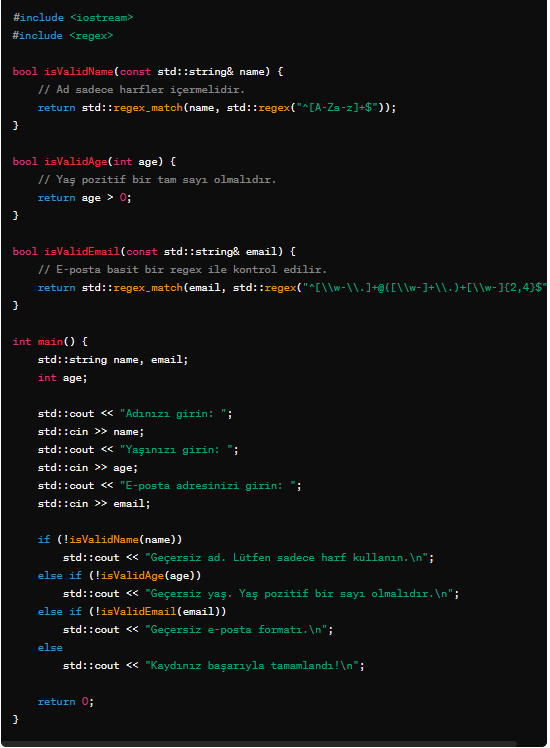 #include <iostream>
#include <regex>
bool isValidName(const std::string& name) {
// Ad sadece harfler içermelidir.
return std::regex_match(name, std::regex("^[A-Za-z]+$"));
}
bool isValidAge(int age) {
// Yaş pozitif bir tam sayı olmalıdır.
return age > 0;
}
bool isValidEmail(const std::string& email) {
// E-posta basit bir regex ile kontrol edilir.
return std::regex_match(email, std::regex("^[\\w-\\.]+@([\\w-]+\\.)+[\\w-]{2,4}$"
}
int main() {
std::string name, email;
int age;
std::cout << "Adınızı girin: ";
std::cin >> name;
std::cout << "Yaşınızı girin: ";
std::cin >> age;
std::cout << "E-posta adresinizi girin: ";
std::cin >> email;
if (!isValidName(name))
std::cout << "Geçersiz ad. Lütfen sadece harf kullanın.\n";
else if (!isValidAge(age))
std::cout << "Geçersiz yaş. Yaş pozitif bir sayı olmalıdır.\n";
else if (!isValidEmail(email))
std::cout << "Geçersiz e-posta formatı.\n";
else
std::cout << "Kaydınız başarıyla tamamlandı!\n";
return 0;
}